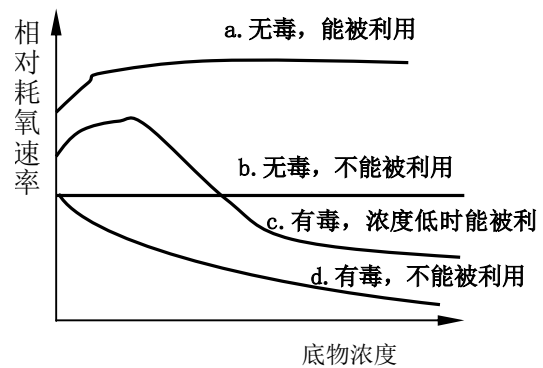 相对耗氧速率
a.无毒，能被利用
b.无毒，不能被利用
c.有毒，浓度低时能被利
d.有毒，不能被利用
底物浓度